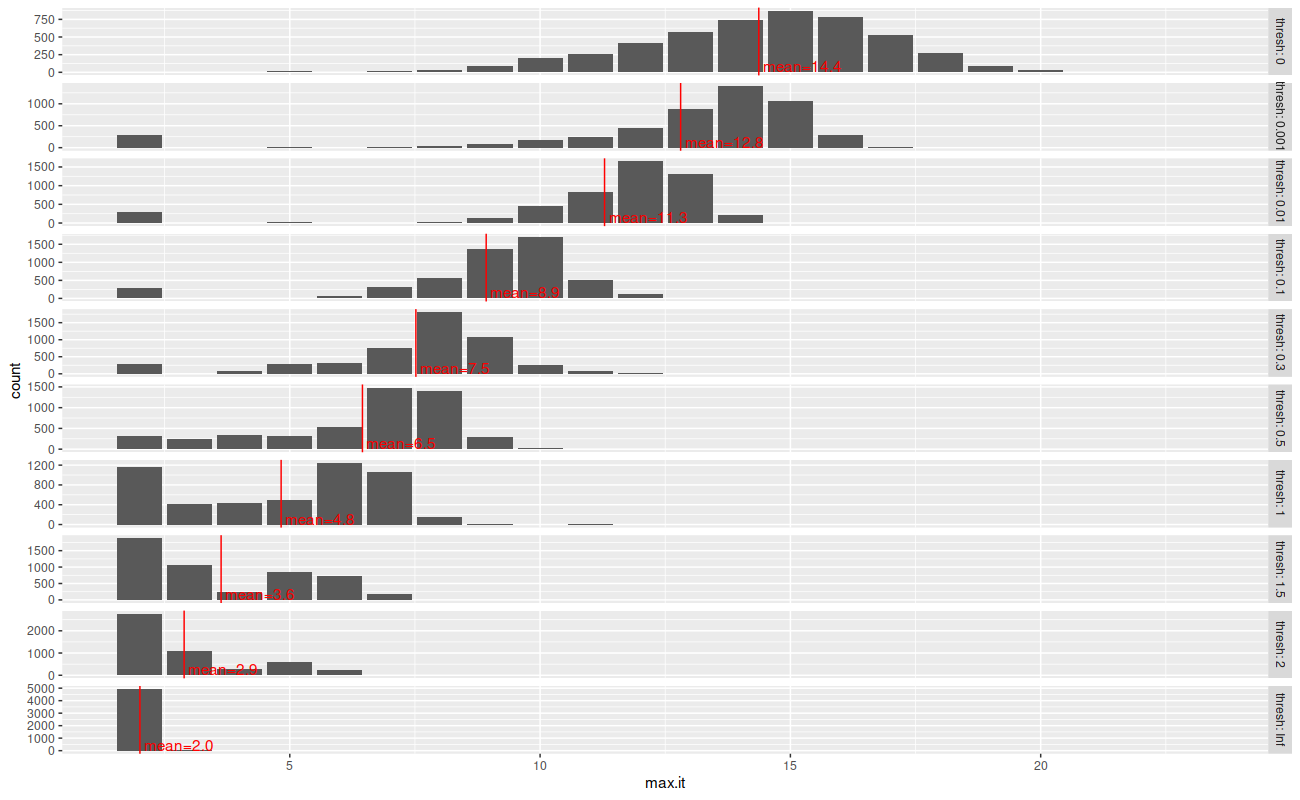 750
500
250
0
mean=14.4
thresh: 0
1000
500
0
mean=12.8
thresh: 0.001
1500
1000
500
0
mean=11.3
thresh: 0.01
1500
1000
500
0
mean=8.9
thresh: 0.1
1500
1000
500
0
mean=7.5
thresh: 0.3
1500
1000
500
0
mean=6.5
thresh: 0.5
1200
800
400
0
mean=4.8
thresh: 1
1500
1000
500
0
mean=3.6
thresh: 1.5
2000
1000
0
mean=2.9
thresh: 2
5000
4000
3000
2000
1000
0
mean=2.0
thresh: Inf
count
5 10 15 20
max.it